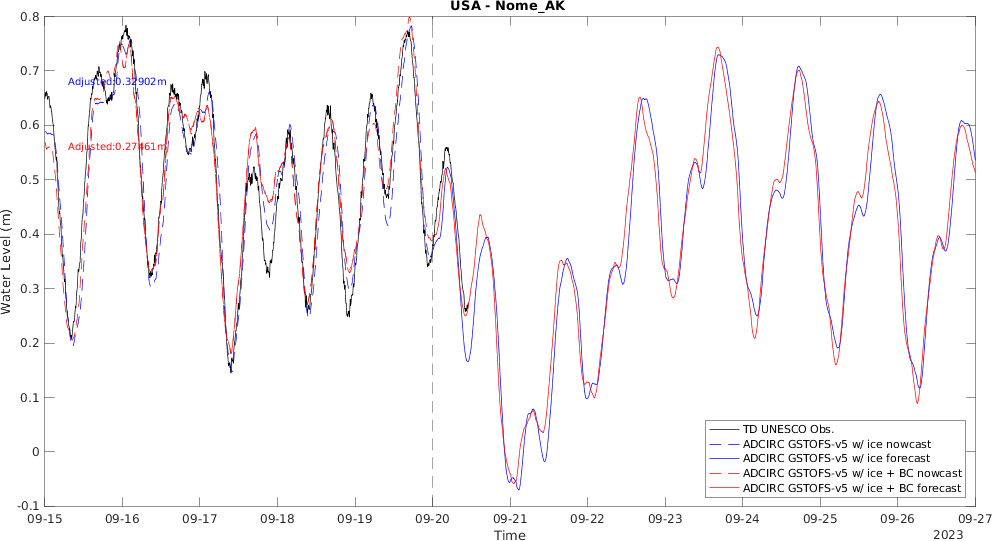 USA - Nome_AK
0.8
0.7
0.6
0.5
0.4
0.3
0.2
0.1
0
-0.1
Water Level (m)
Adjusted:0.32902m
Adjusted:0.27461m
TD UNESCO Obs.
ADCIRC GSTOFS-v5 w/ ice nowcast
ADCIRC GSTOFS-v5 w/ ice forecast
ADCIRC GSTOFS-v5 w/ ice + BC nowcast
ADCIRC GSTOFS-v5 w/ ice + BC forecast
09-15 09-16 09-17 09-18 09-19 09-20 09-21 09-22 09-23 09-24 09-25 09-26 09-27
Time
2023